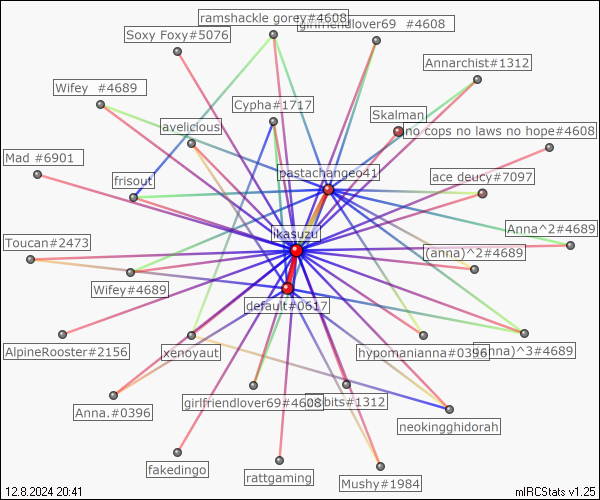 ramshackle gorey#4608
girlfriendlover69 #4608
Soxy Foxy#5076
Annarchist#1312
Wifey #4689
Cypha#1717
Skalman
avelicious
no cops no laws no hope#4608
Mad #6901
pastachangeo41
frisout
ace deucy#7097
ikasuzu
Anna^2#4689
Toucan#2473
(anna)^2#4689
Wifey#4689
default#0617
AlpineRooster#2156
xenoyaut
hypomanianna#0396
)^3#4689
Anna.#0396
girlfriendlover69#4608
#1312
neokingghidorah
fakedingo
rattgaming
Mushy#1984
12.8.2024 20:41
mIRCStats v1.25